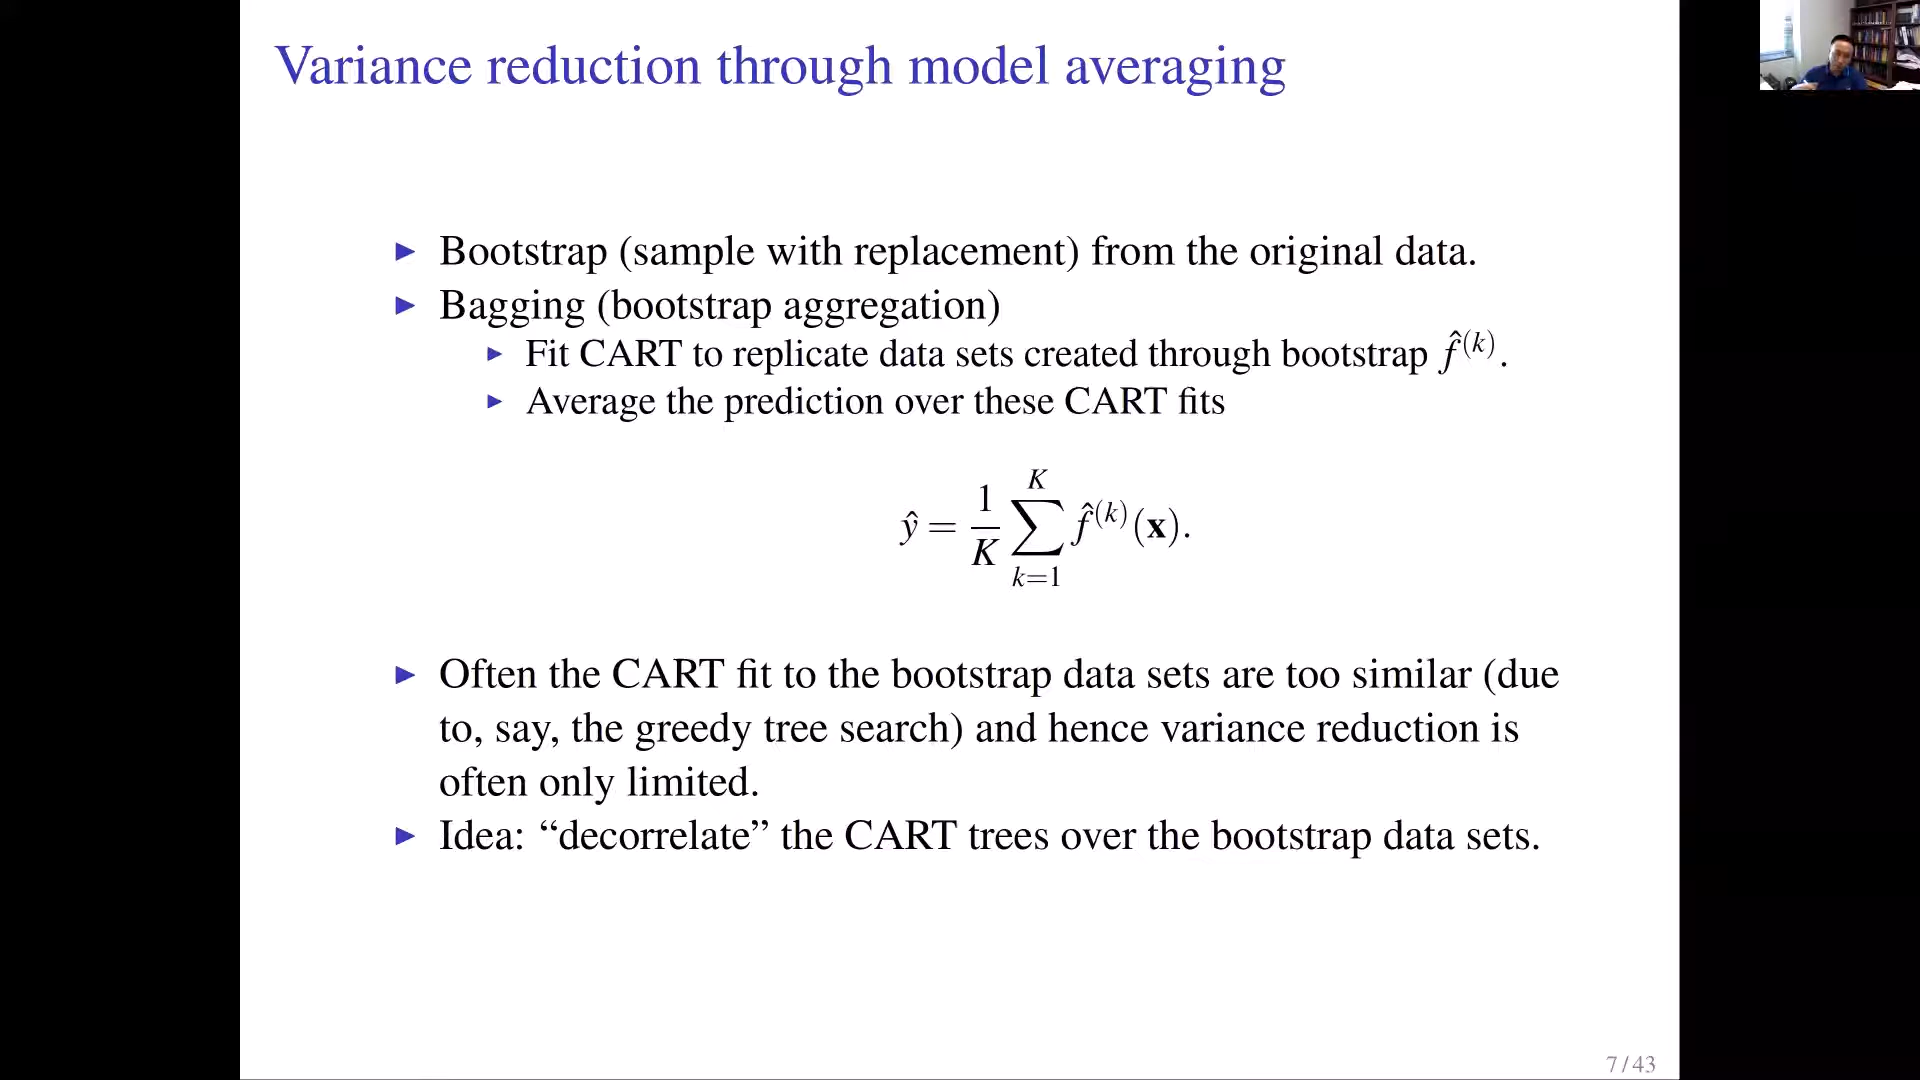 Variance reduction through model averaging
▶ Bootstrap (sample with replacement) from the original data.
▶ Bagging (bootstrap aggregation)
▶ Fit CART to replicate data sets created through bootstrap f̂^(k).
▶ Average the prediction over these CART fits
ŷ = 1/K ∑_{k=1}^{K} f̂^(k)(x).
▶ Often the CART fit to the bootstrap data sets are too similar (due
to, say, the greedy tree search) and hence variance reduction is
often only limited.
▶ Idea: “decorrelate” the CART trees over the bootstrap data sets.
7 / 43